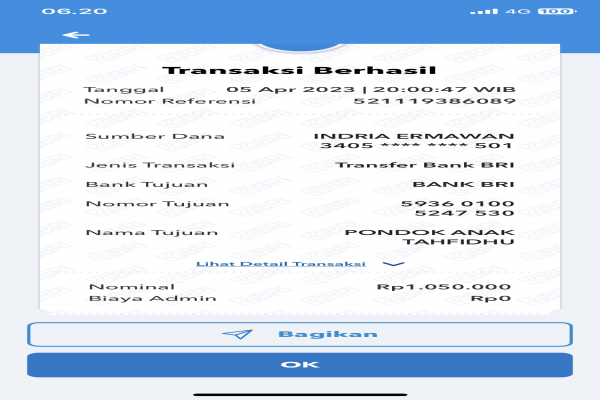 06.20 4G 100
Transaksi Berhasil
Tanggal 05 Apr 2023 | 20:00:47 WIB
Nomor Referensi 521119386089
Sumber Dana INDRIA ERMAWAN
3405 **** **** 501
Jenis Transaksi Transfer Bank BRI
Bank Tujuan BANK BRI
Nomor Tujuan 5936 0100
5247 530
Nama Tujuan PONDOK ANAK
TAHFIDHU
Lihat Detail Transaksi
Nominal Rp1.050.000
Biaya Admin Rp0
Bagikan
OK